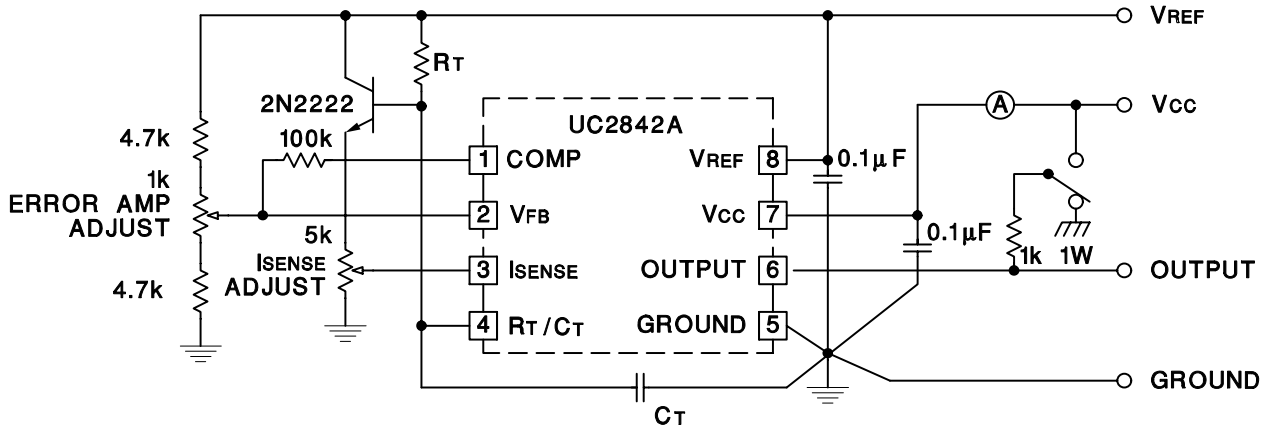 VREF
RT
2N2222
A
VCC
4.7k
100k
UC2842A
1 COMP
VREF 8
0.1µF
1k
ERROR AMP
ADJUST
2 VFB
VCC 7
5k
0.1µF
ISENSE
ADJUST
3 ISENSE
OUTPUT 6
1k
1W
OUTPUT
4.7k
4 RT/CT
GROUND 5
GROUND
CT